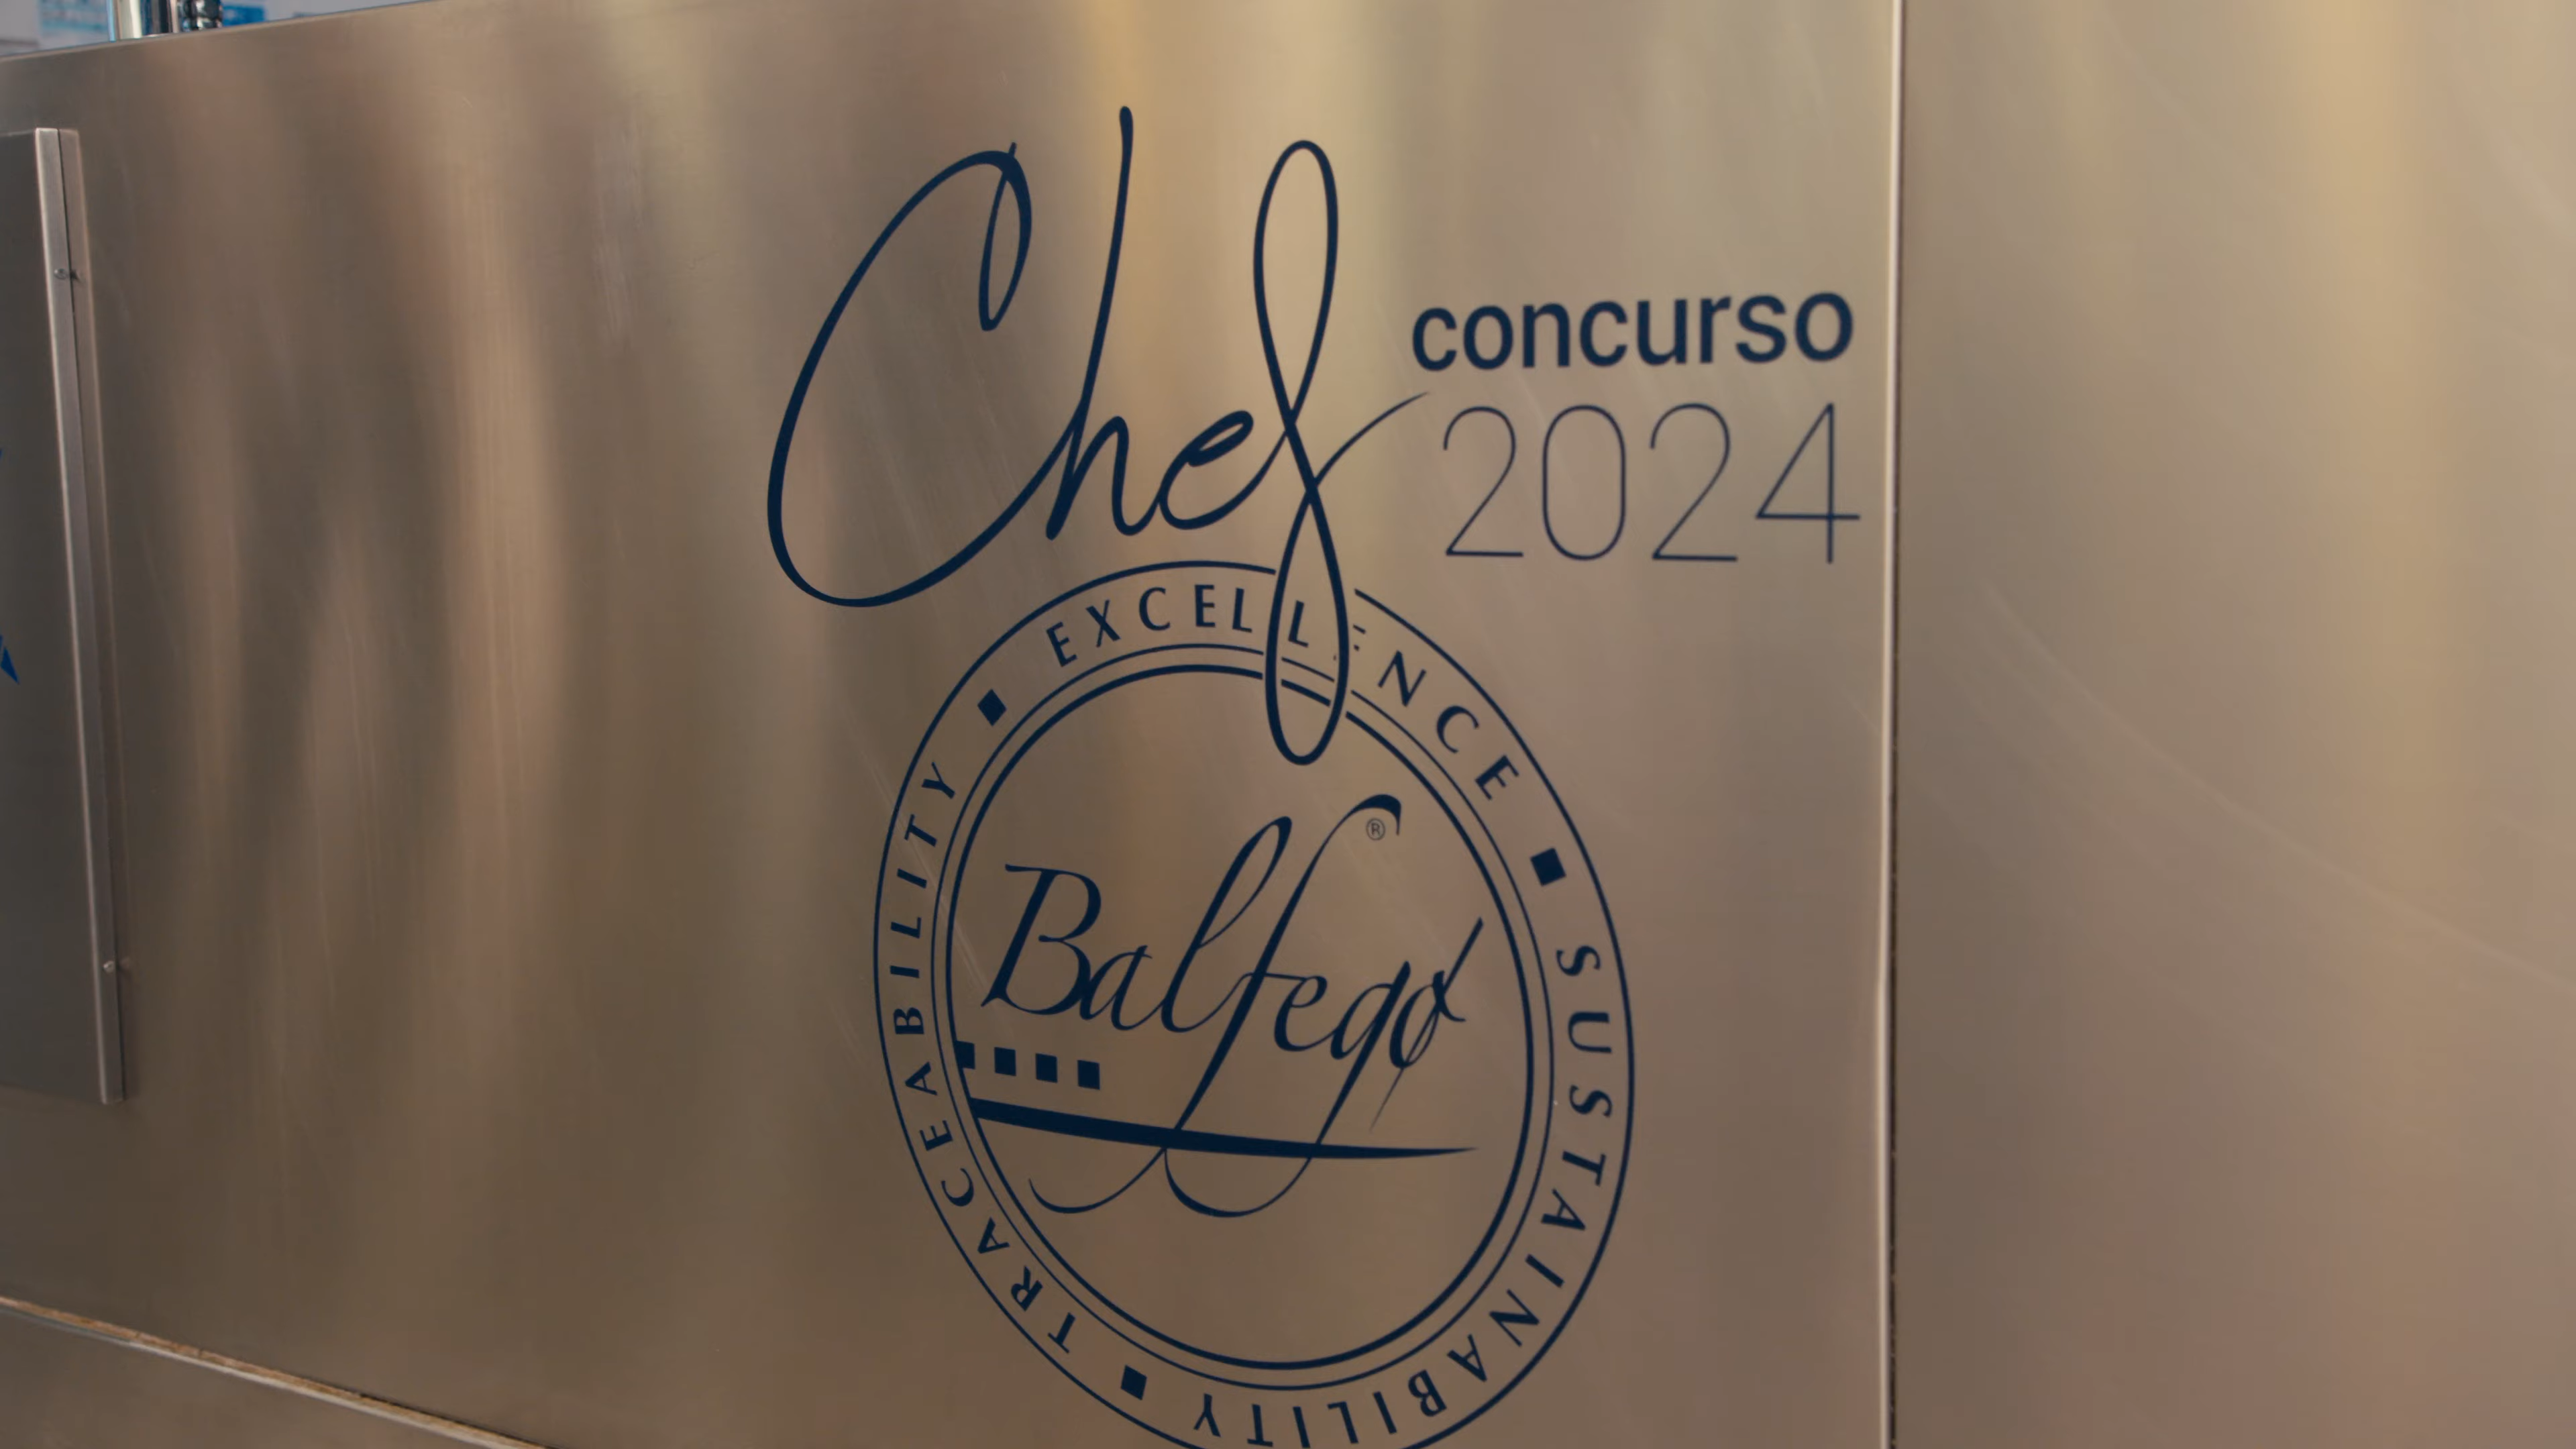 Chef
concurso
2024
EXCELLENCE ■ SUSTAINABILITY ■ TRACEABILITY ■
Balfegó
®